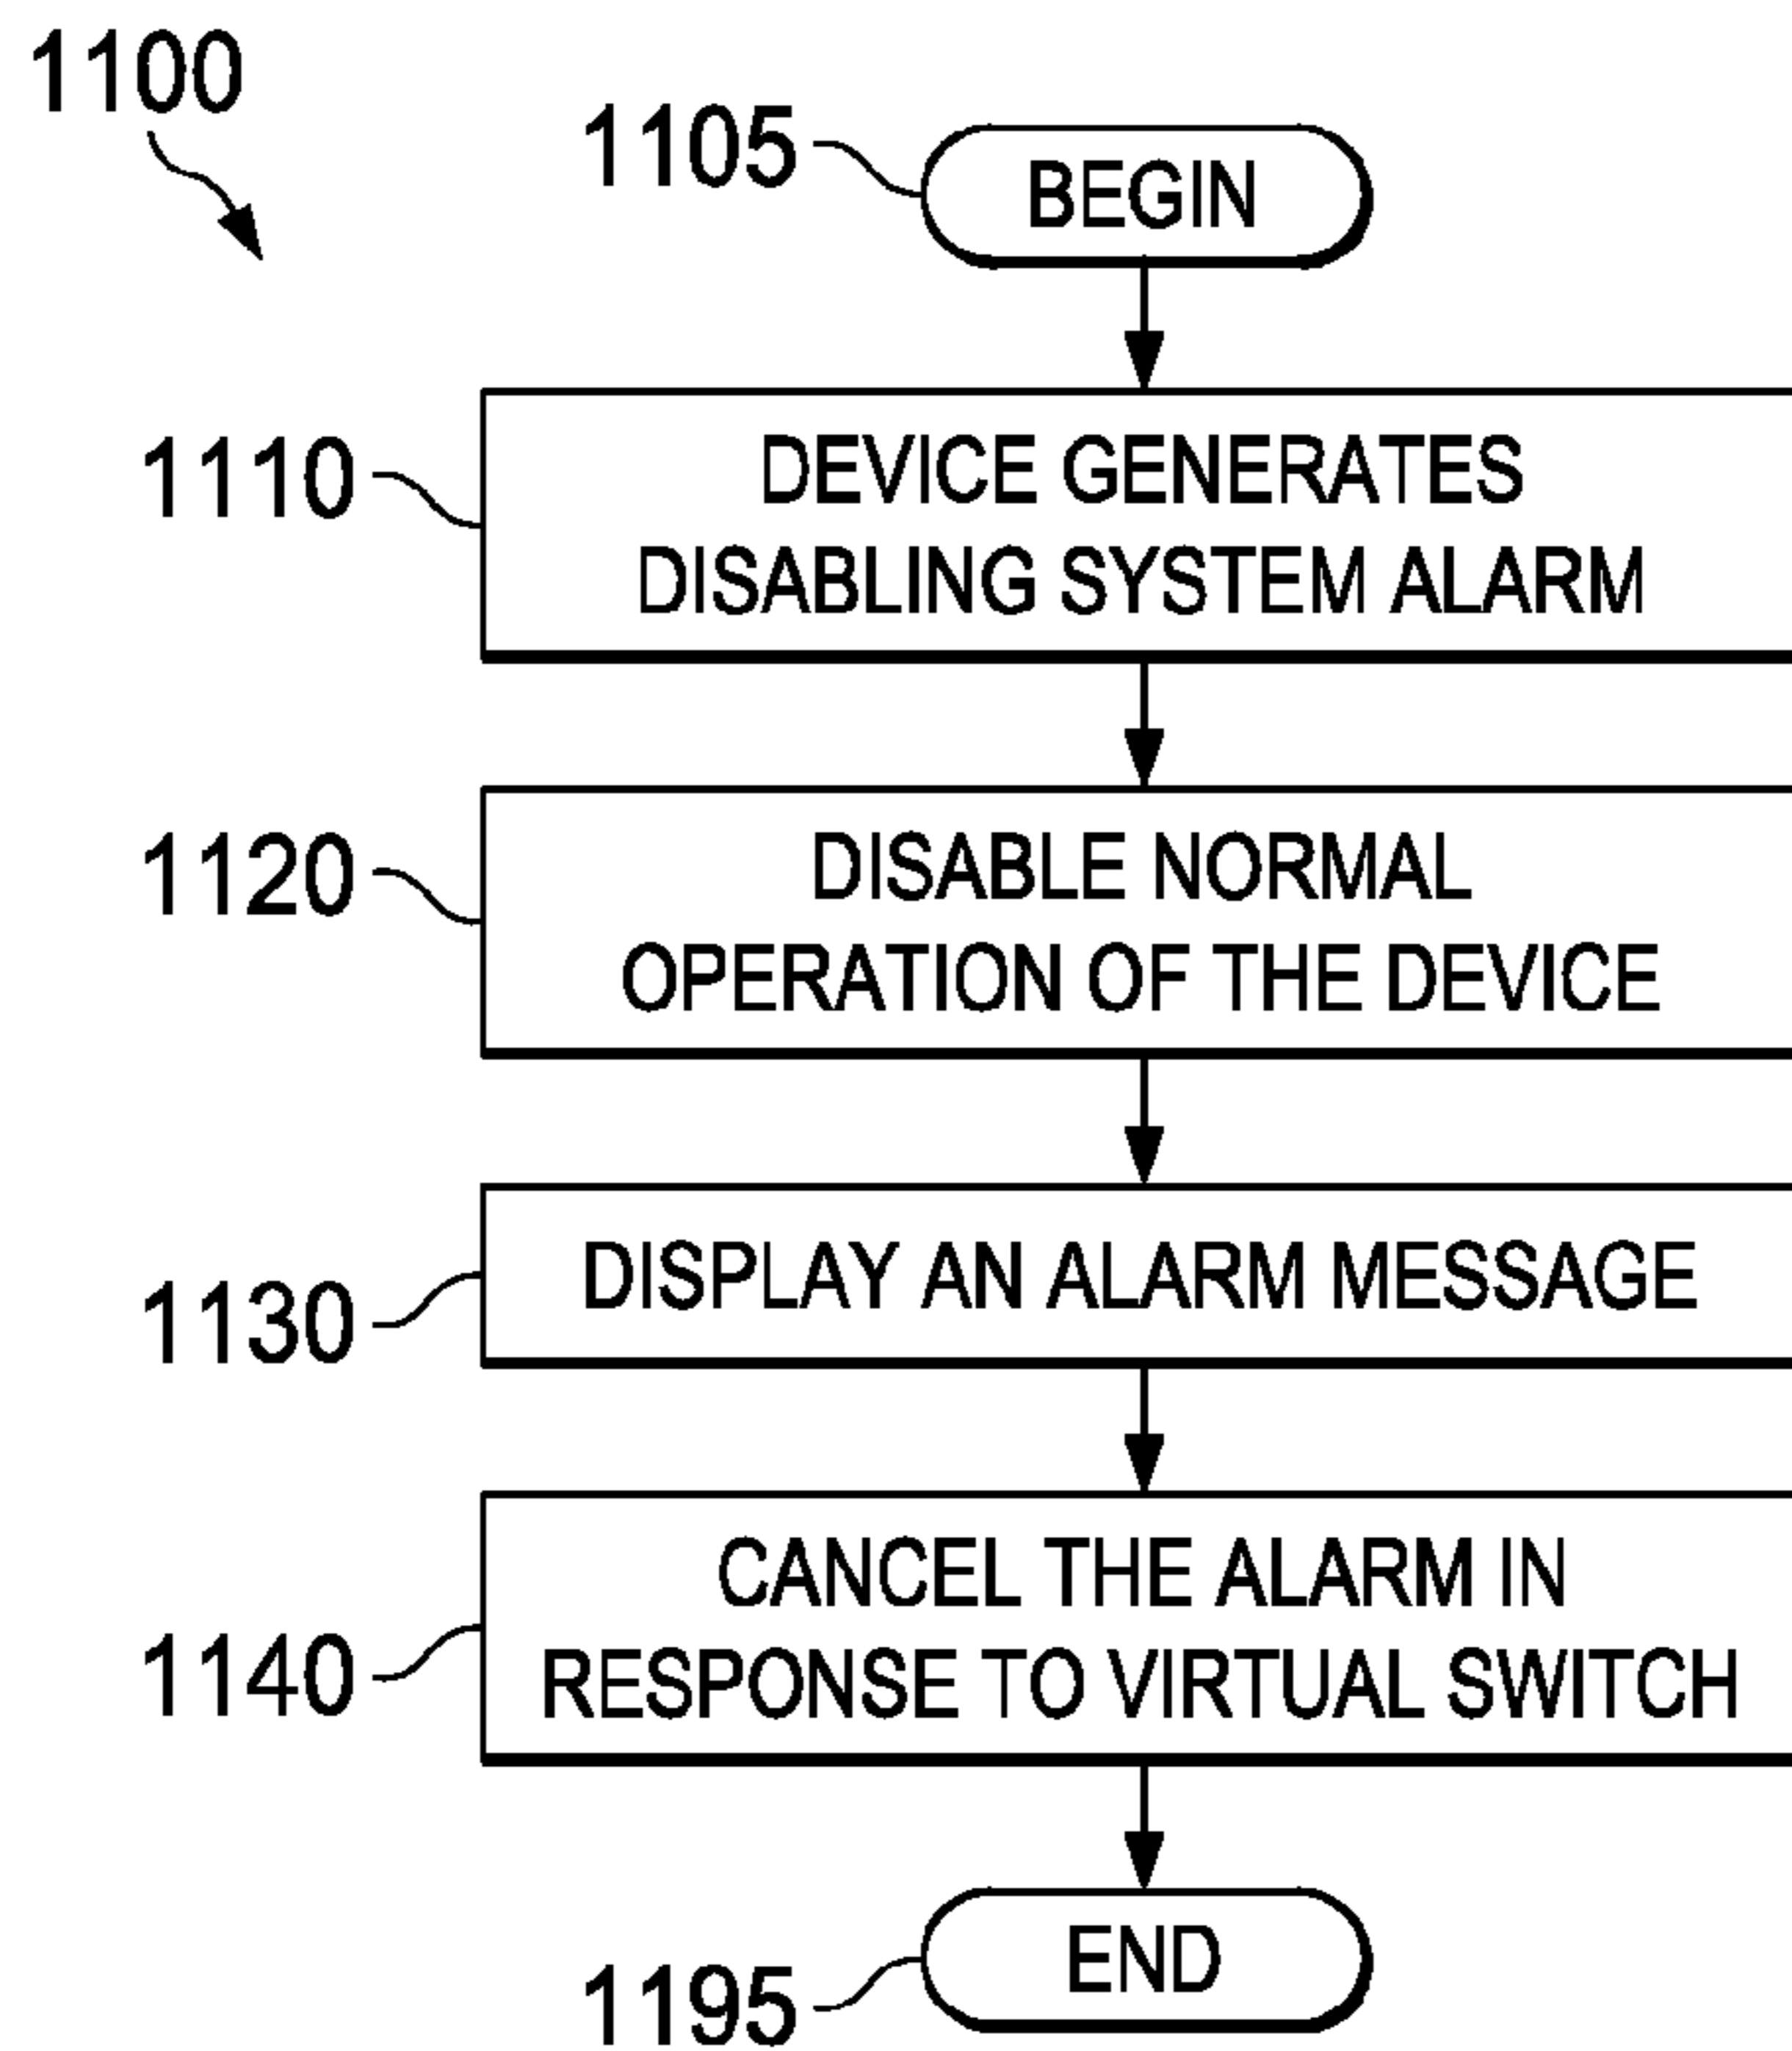 1100
1105
BEGIN
1110
DEVICE GENERATES
DISABLING SYSTEM ALARM
1120
DISABLE NORMAL
OPERATION OF THE DEVICE
1130
DISPLAY AN ALARM MESSAGE
1140
CANCEL THE ALARM IN
RESPONSE TO VIRTUAL SWITCH
1195
END